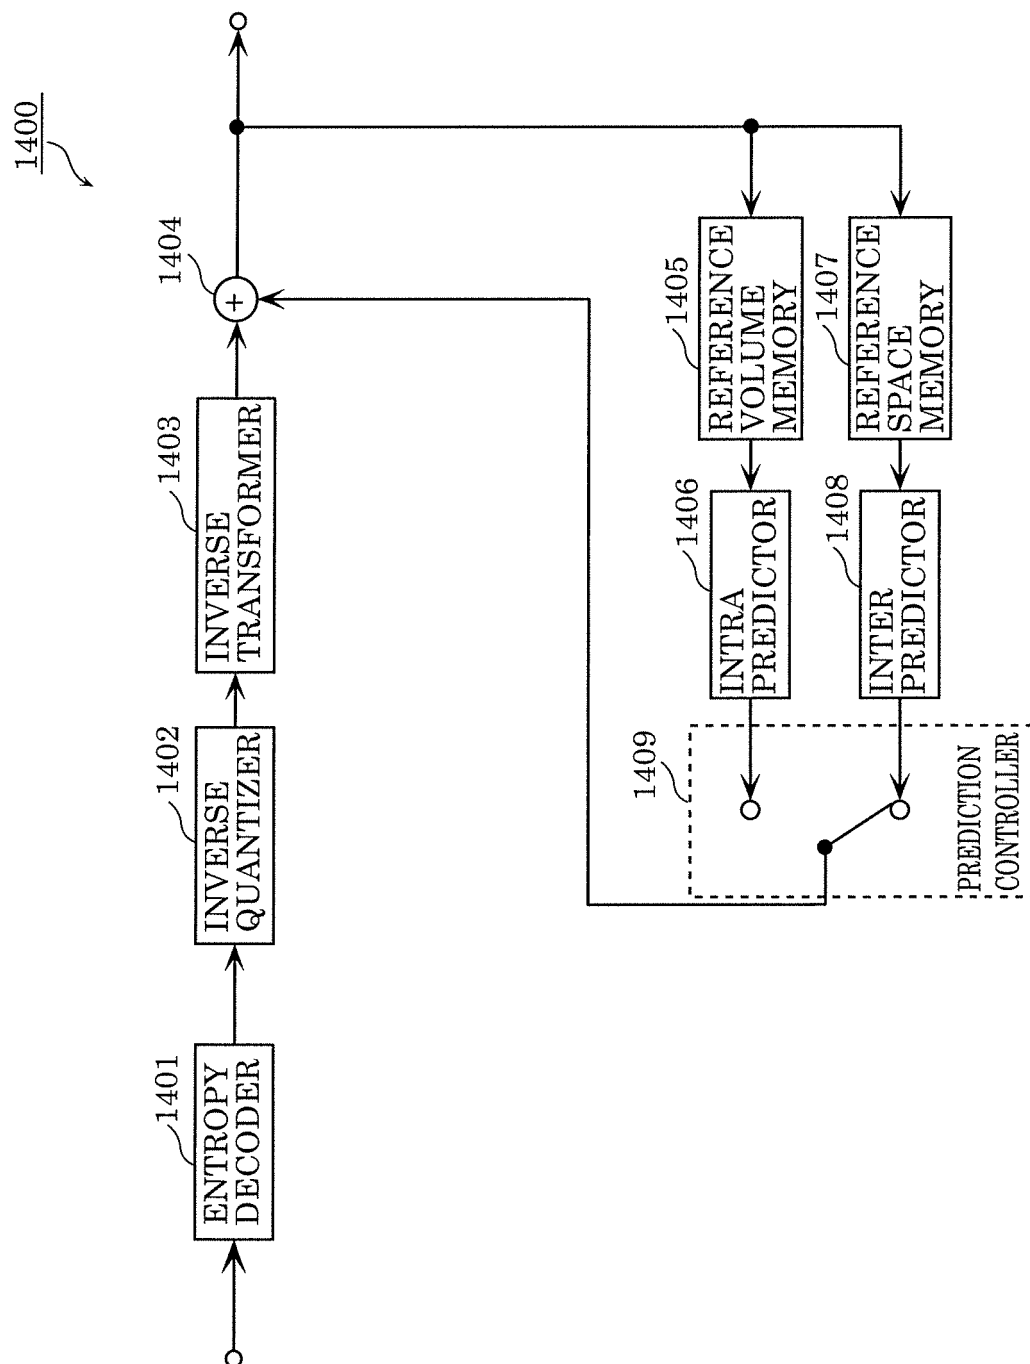 1400
1401
ENTROPY
DECODER
1402
INVERSE
QUANTIZER
1403
INVERSE
TRANSFORMER
1404
+
1409
PREDICTION
CONTROLLER
1406
INTRA
PREDICTOR
1405
REFERENCE
VOLUME
MEMORY
1408
INTER
PREDICTOR
1407
REFERENCE
SPACE
MEMORY